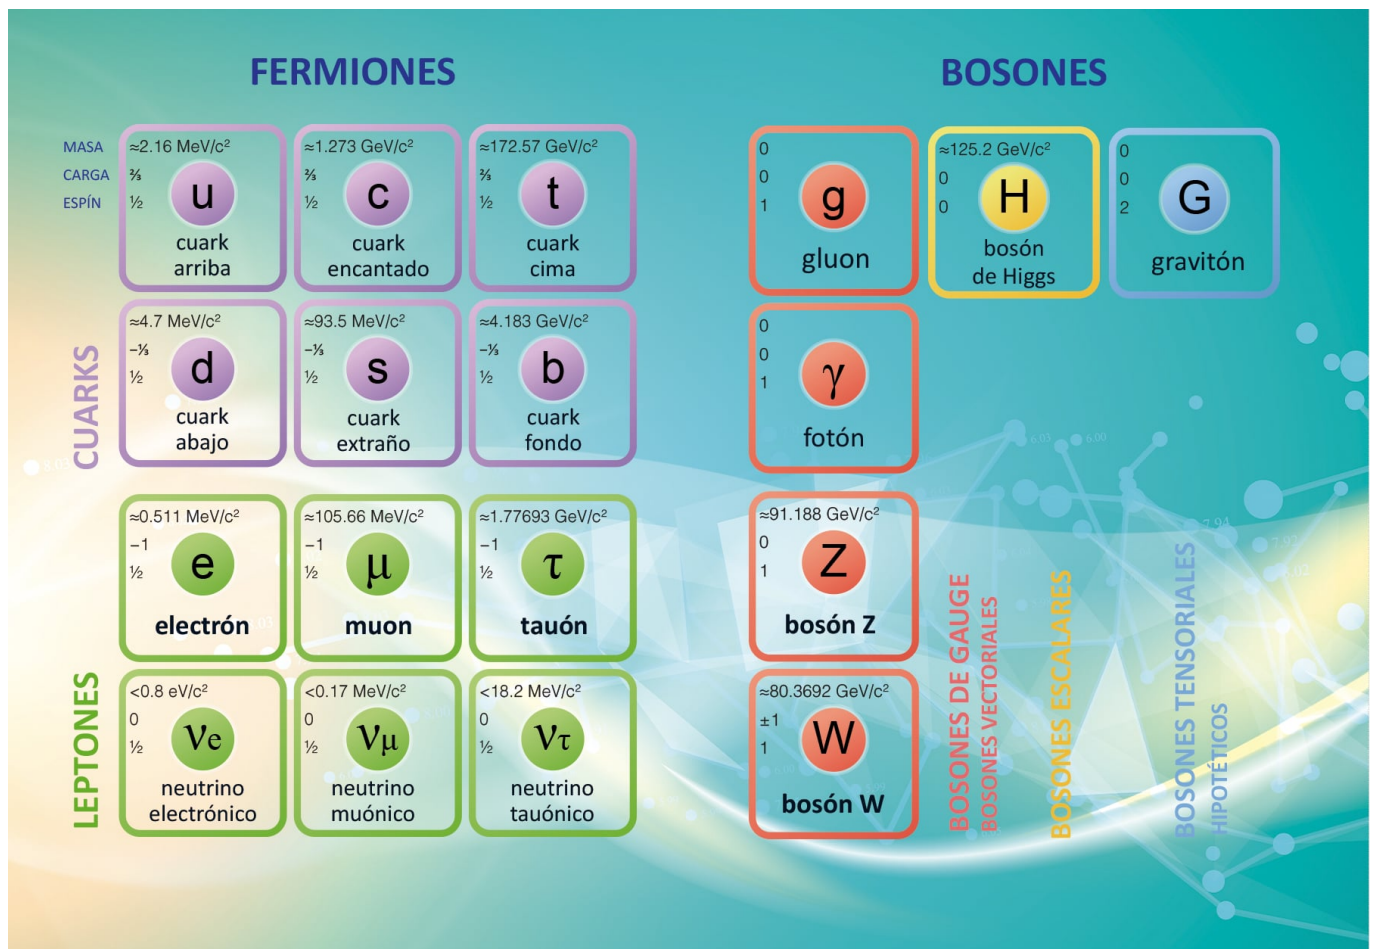 FERMIONES
BOSONES
MASA
CARGA
ESPÍN
≈2.16 MeV/c²
⅔
½
u
cuark
arriba
≈1.273 GeV/c²
⅔
½
c
cuark
encantado
≈172.57 GeV/c²
⅔
½
t
cuark
cima
0
0
1
g
gluon
≈125.2 GeV/c²
0
0
H
bosón
de Higgs
0
0
2
G
gravitón
CUARKS
≈4.7 MeV/c²
−⅓
½
d
cuark
abajo
≈93.5 MeV/c²
−⅓
½
s
cuark
extraño
≈4.183 GeV/c²
−⅓
½
b
cuark
fondo
0
0
1
γ
fotón
LEPTONES
≈0.511 MeV/c²
−1
½
e
electrón
≈105.66 MeV/c²
−1
½
μ
muon
≈1.77693 GeV/c²
−1
½
τ
tauón
≈91.188 GeV/c²
0
1
Z
bosón Z
<0.8 eV/c²
0
½
νe
neutrino
electrónico
<0.17 MeV/c²
0
½
νμ
neutrino
muónico
<18.2 MeV/c²
0
½
ντ
neutrino
tauónico
≈80.3692 GeV/c²
±1
1
W
bosón W
BOSONES DE GAUGE
BOSONES VECTORIALES
BOSONES ESCALARES
BOSONES TENSORIALES
HIPOTÉTICOS
8.03
6.03
6.00
7.94